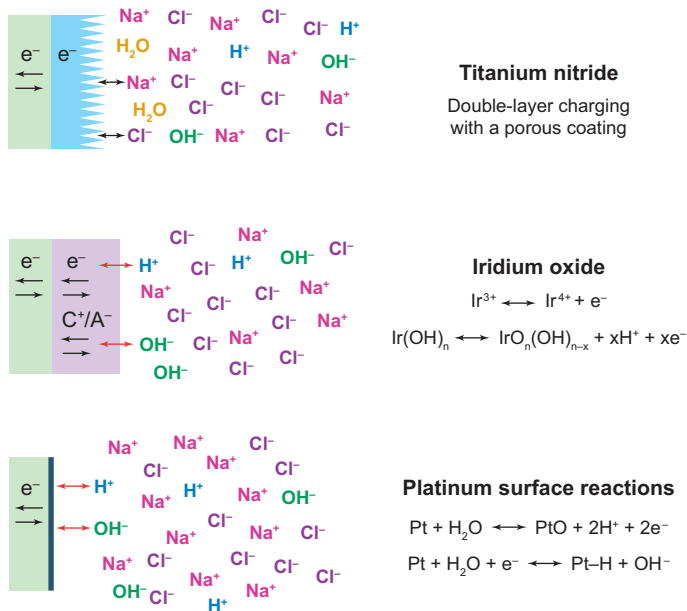 Na⁺ Cl⁻ Na⁺ Cl⁻ Cl⁻ H⁺
e⁻ e⁻ H₂O Na⁺ H⁺ Na⁺ OH⁻
Na⁺ Cl⁻ Cl⁻ Cl⁻ Na⁺
H₂O Cl⁻
Cl⁻ OH⁻ Na⁺ Cl⁻ Cl⁻
Titanium nitride
Double-layer charging
with a porous coating
Cl⁻ Na⁺ OH⁻ Cl⁻
e⁻ e⁻ H⁺ Cl⁻ H⁺
Na⁺ Cl⁻ Cl⁻ Na⁺
C⁺/A⁻ Cl⁻ Cl⁻ Na⁺
OH⁻ Cl⁻ Na⁺ Cl⁻
OH⁻ Cl⁻ Cl⁻
Iridium oxide
Ir³⁺ ⟷ Ir⁴⁺ + e⁻
Ir(OH)ₙ ⟷ IrOₙ(OH)ₙ₋ₓ + xH⁺ + xe⁻
Na⁺ Na⁺ Cl⁻
Cl⁻ Na⁺ Cl⁻
e⁻ H⁺ Na⁺ H⁺ Na⁺ OH⁻
OH⁻ Na⁺ Cl⁻ Cl⁻ Na⁺
Na⁺ Cl⁻ Cl⁻ Cl⁻
OH⁻ Cl⁻ Na⁺ Na⁺ Cl⁻
H⁺
Platinum surface reactions
Pt + H₂O ⟷ PtO + 2H⁺ + 2e⁻
Pt + H₂O + e⁻ ⟷ Pt–H + OH⁻